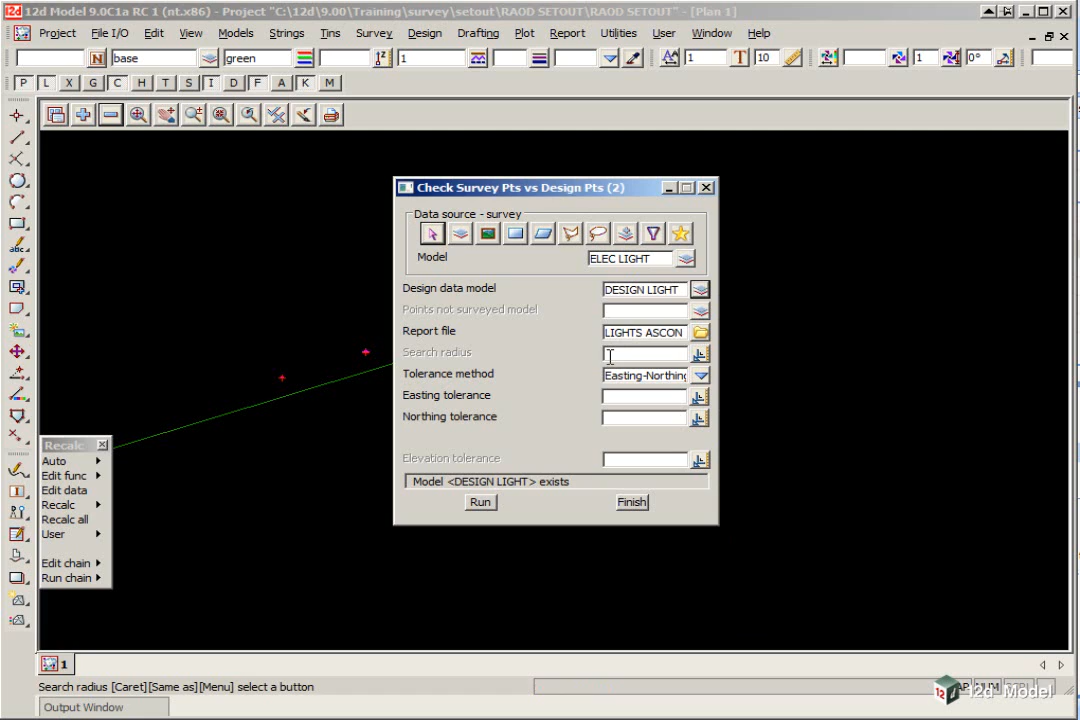 12d Model 9.0C1a RC 1 (nt.x86) - Project "C:\12d\9.00\Training\survey\setout\RAOD SETOUT\RAOD SETOUT" - [Plan 1]
Project File I/O Edit View Models Strings Tins Survey Design Drafting Plot Report Utilities User Window Help
N base green 1 T 10 1 0°
P L X G C H T S I D F A K M
Check Survey Pts vs Design Pts (2)
Data source - survey
Model ELEC LIGHT
Design data model DESIGN LIGHT
Points not surveyed model
Report file LIGHTS ASCON
Search radius
Tolerance method Easting-Northing
Easting tolerance
Northing tolerance
Elevation tolerance
Model <DESIGN LIGHT> exists
Run Finish
Recalc
Auto
Edit func
Edit data
Recalc
Recalc all
User
Edit chain
Run chain
1
Search radius [Caret][Same as][Menu] select a button
12d Model
Output Window